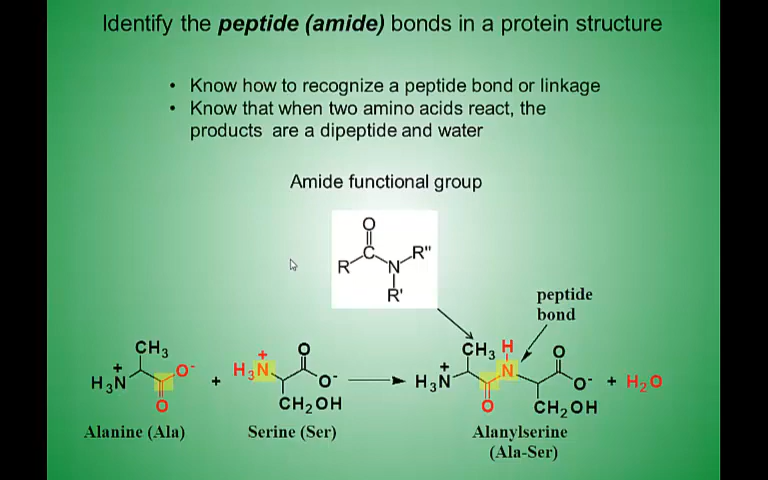 Identify the peptide (amide) bonds in a protein structure
• Know how to recognize a peptide bond or linkage
• Know that when two amino acids react, the
products are a dipeptide and water
Amide functional group
O
C
R
N
R"
R'
peptide
bond
CH₃
+
H₃N
O⁻
O
+
+
H₃N
O
O⁻
CH₂OH
CH₃
H
+
H₃N
N
O
O
O⁻
CH₂OH
+ H₂O
Alanine (Ala)
Serine (Ser)
Alanylserine
(Ala-Ser)